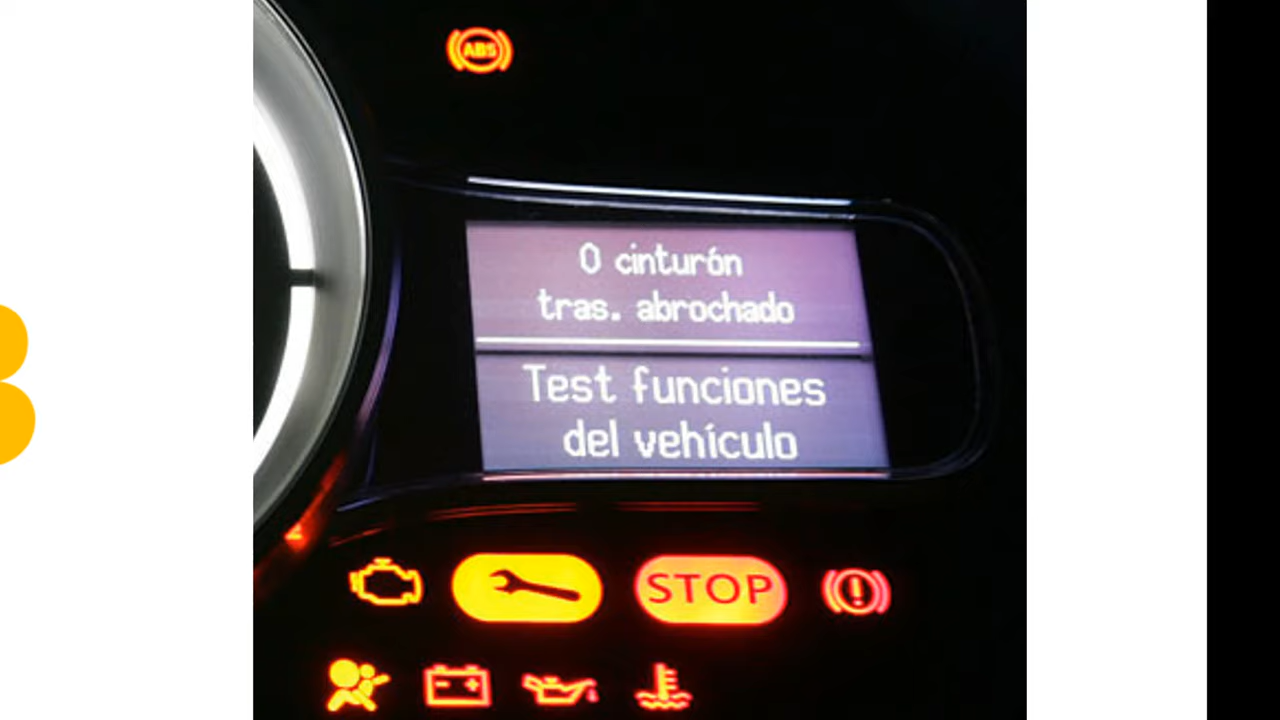 ABS
0 cinturón
tras. abrochado
Test funciones
del vehículo
STOP